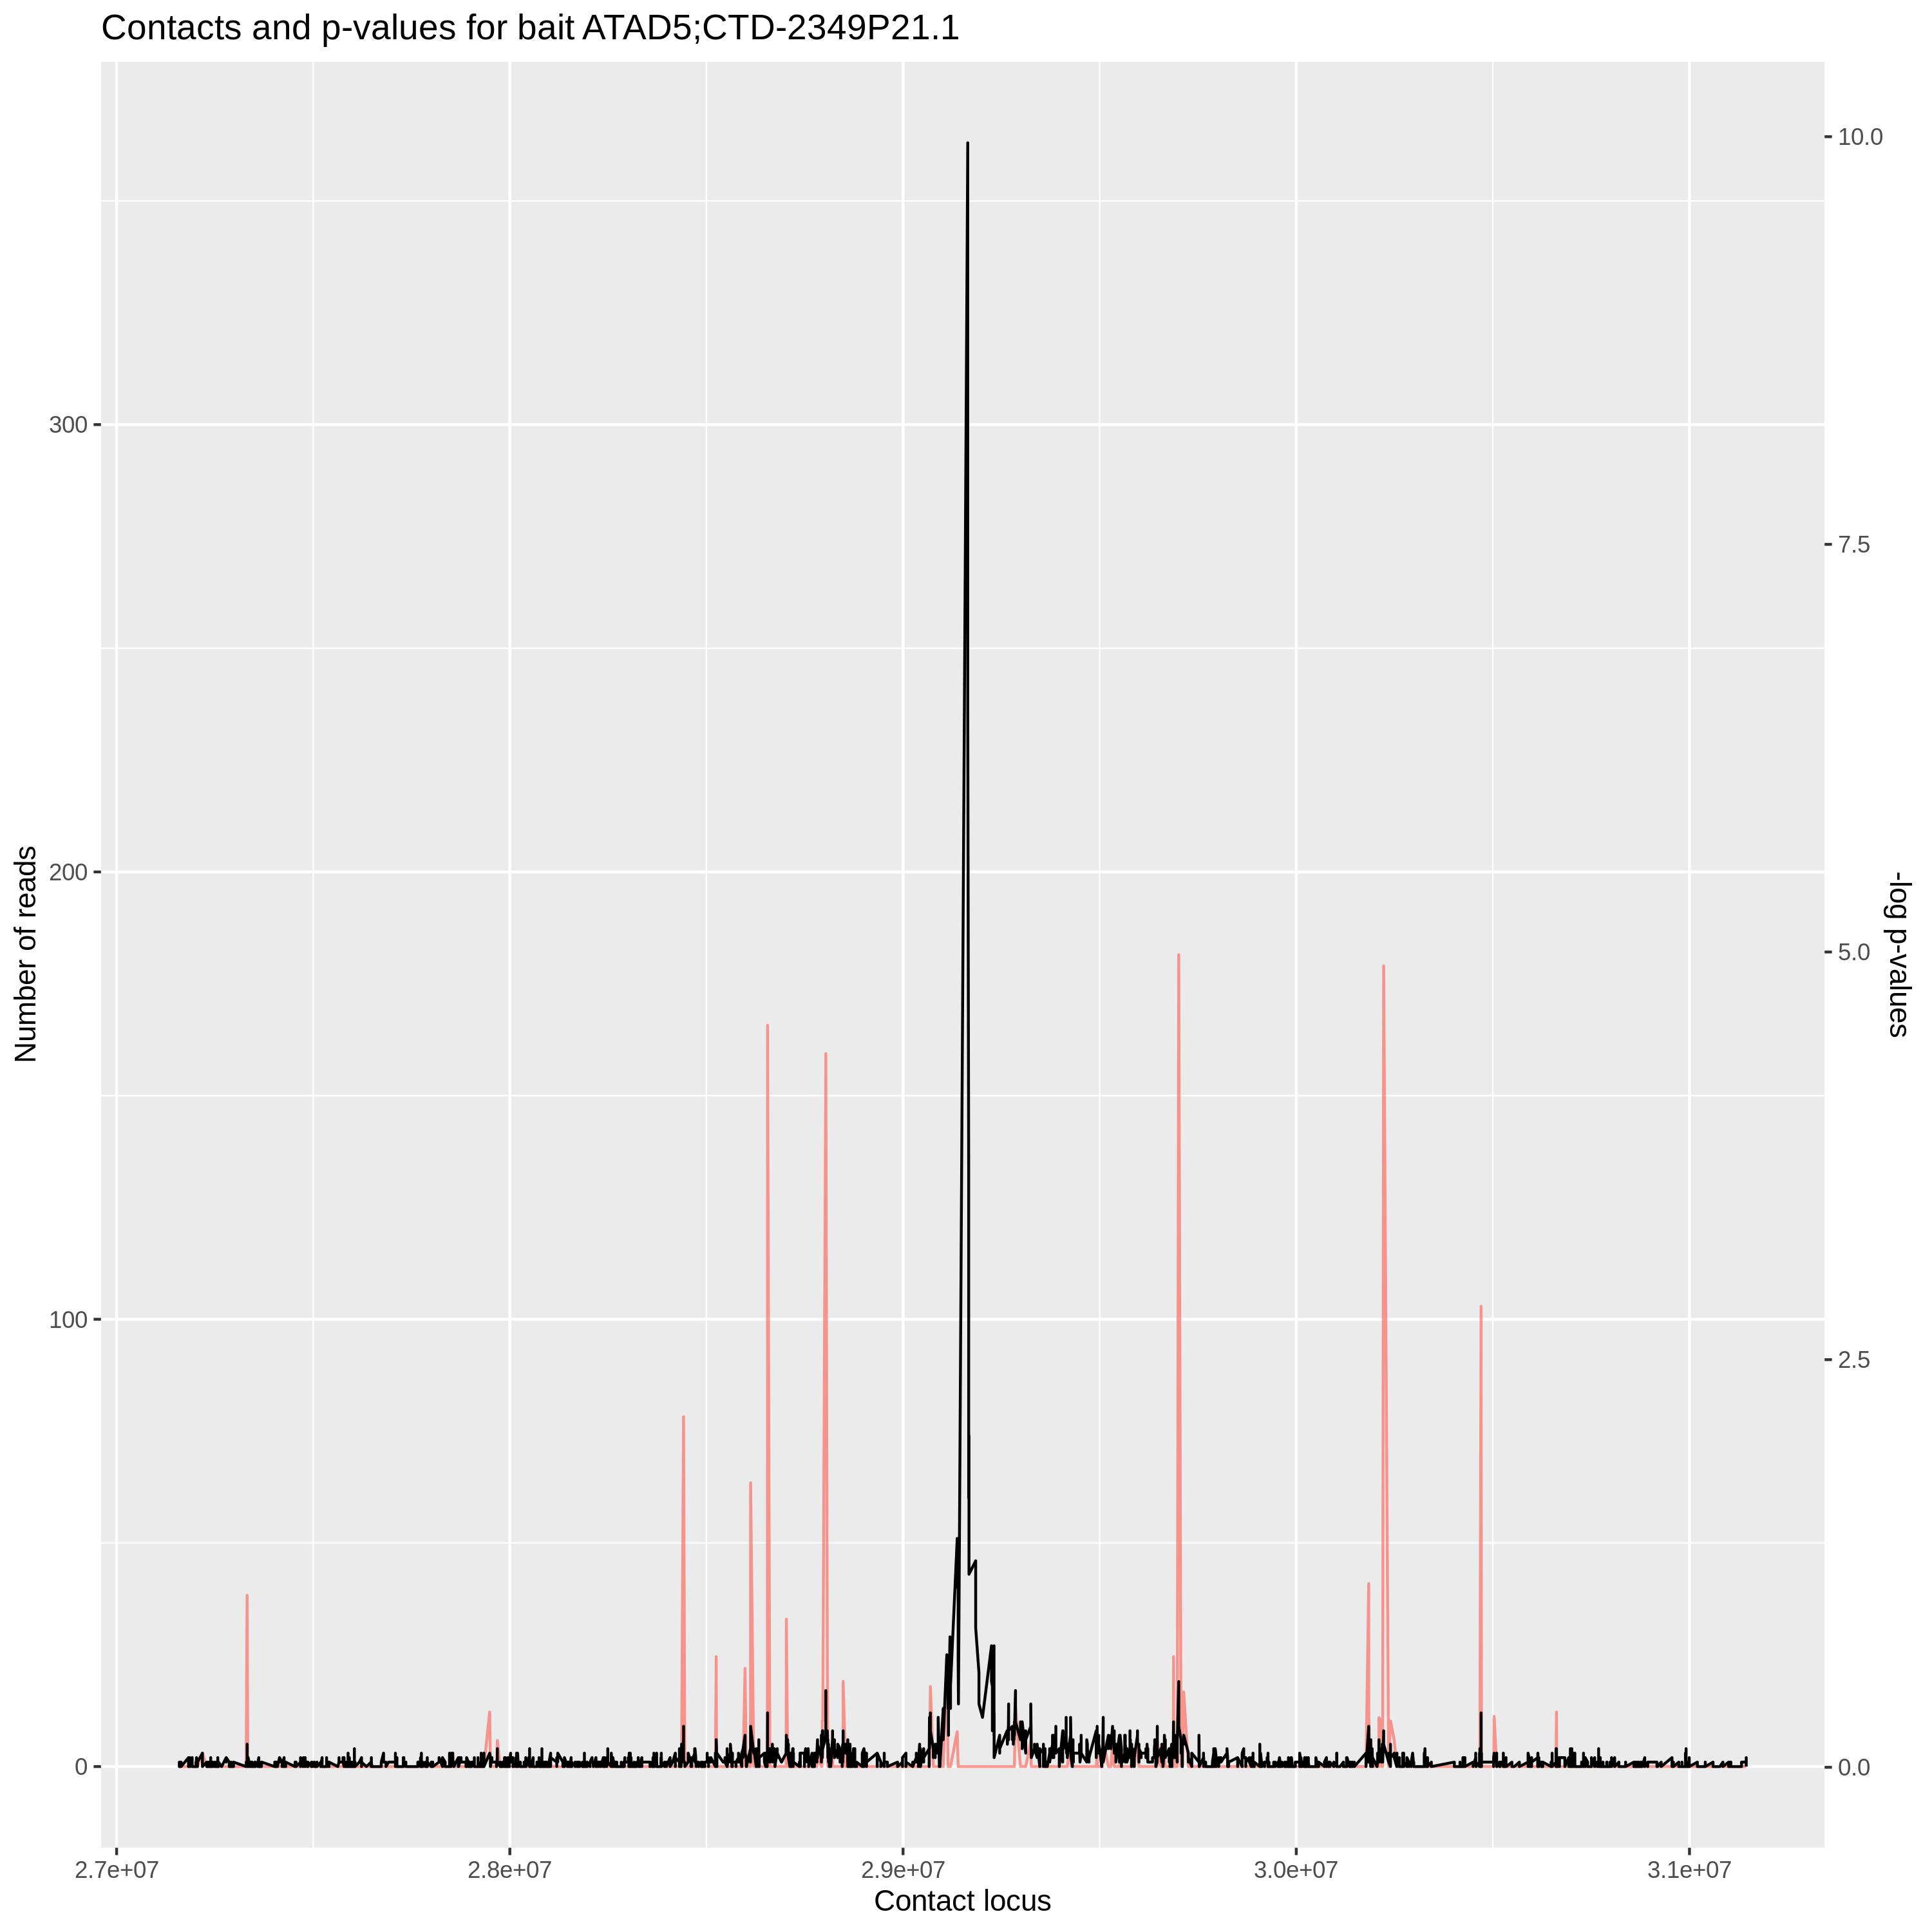 Contacts and p-values for bait ATAD5;CTD-2349P21.1
Number of reads
300
200
100
0
10.0
7.5
5.0
2.5
0.0
-log p-values
2.7e+07 2.8e+07 2.9e+07 3.0e+07 3.1e+07
Contact locus